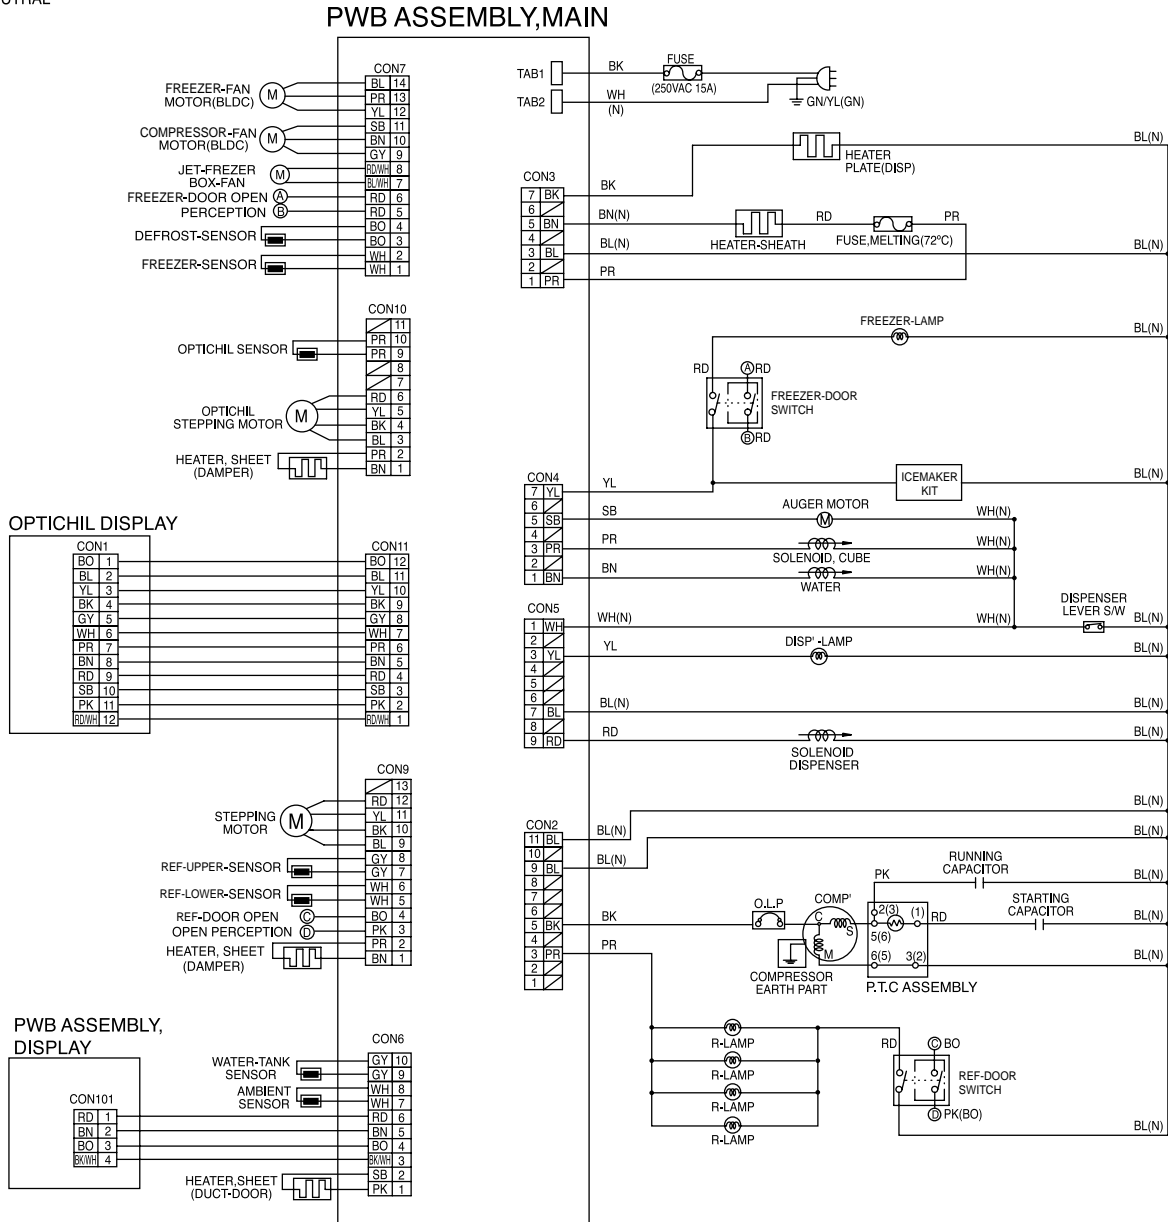 PWB ASSEMBLY,MAIN
CON7
FREEZER-FAN
MOTOR(BLDC)
M
BL 14
PR 13
YL 12
COMPRESSOR-FAN
MOTOR(BLDC)
M
SB 11
BN 10
GY 9
JET-FREZER
BOX-FAN
M
RD/WH 8
BL/WH 7
FREEZER-DOOR OPEN A
PERCEPTION B
RD 6
RD 5
DEFROST-SENSOR
BO 4
BO 3
FREEZER-SENSOR
WH 2
WH 1
CON10
11
PR 10
PR 9
8
7
OPTICHIL SENSOR
RD 6
YL 5
BK 4
BL 3
OPTICHIL
STEPPING MOTOR
M
HEATER, SHEET
(DAMPER)
PR 2
BN 1
OPTICHIL DISPLAY
CON1
BO 1
BL 2
YL 3
BK 4
GY 5
WH 6
PR 7
BN 8
RD 9
SB 10
PK 11
RD/WH 12
CON11
BO 12
BL 11
YL 10
BK 9
GY 8
WH 7
PR 6
BN 5
RD 4
SB 3
PK 2
RD/WH 1
CON9
13
RD 12
YL 11
BK 10
BL 9
GY 8
GY 7
WH 6
WH 5
BO 4
PK 3
PR 2
BN 1
STEPPING
MOTOR
M
REF-UPPER-SENSOR
REF-LOWER-SENSOR
REF-DOOR OPEN C
OPEN PERCEPTION D
HEATER, SHEET
(DAMPER)
PWB ASSEMBLY,
DISPLAY
CON101
RD 1
BN 2
BO 3
BK/WH 4
CON6
GY 10
GY 9
WH 8
WH 7
RD 6
BN 5
BO 4
BK/WH 3
SB 2
PK 1
WATER-TANK
SENSOR
AMBIENT
SENSOR
HEATER,SHEET
(DUCT-DOOR)
TAB1
BK
FUSE
(250VAC 15A)
TAB2
WH
(N)
GN/YL(GN)
BL(N)
HEATER
PLATE(DISP)
CON3
7 BK
6
5 BN
4
3 BL
2
1 PR
BK
BN(N)
HEATER-SHEATH
RD
FUSE,MELTING(72°C)
PR
BL(N)
BL(N)
PR
FREEZER-LAMP
BL(N)
RD
A RD
FREEZER-DOOR
SWITCH
B RD
CON4
7 YL
6
5 SB
4
3 PR
2
1 BN
YL
ICEMAKER
KIT
BL(N)
SB
AUGER MOTOR
M
WH(N)
PR
SOLENOID, CUBE
WH(N)
BN
WATER
WH(N)
CON5
1 WH
2
3 YL
4
5
6
7 BL
8
9 RD
WH(N)
WH(N)
DISPENSER
LEVER S/W
BL(N)
YL
DISP'-LAMP
BL(N)
BL(N)
BL(N)
RD
SOLENOID
DISPENSER
BL(N)
CON2
11 BL
10
9 BL
8
7
6
5 BK
4
3 PR
2
1
BL(N)
BL(N)
BL(N)
BL(N)
BK
O.L.P
COMP'
C
S
M
COMPRESSOR
EARTH PART
PK
RUNNING
CAPACITOR
BL(N)
2(3)
(1)
RD
STARTING
CAPACITOR
BL(N)
5(6)
6(5)
3(2)
BL(N)
P.T.C ASSEMBLY
PR
R-LAMP
R-LAMP
R-LAMP
R-LAMP
RD
C BO
REF-DOOR
SWITCH
D PK(BO)
BL(N)